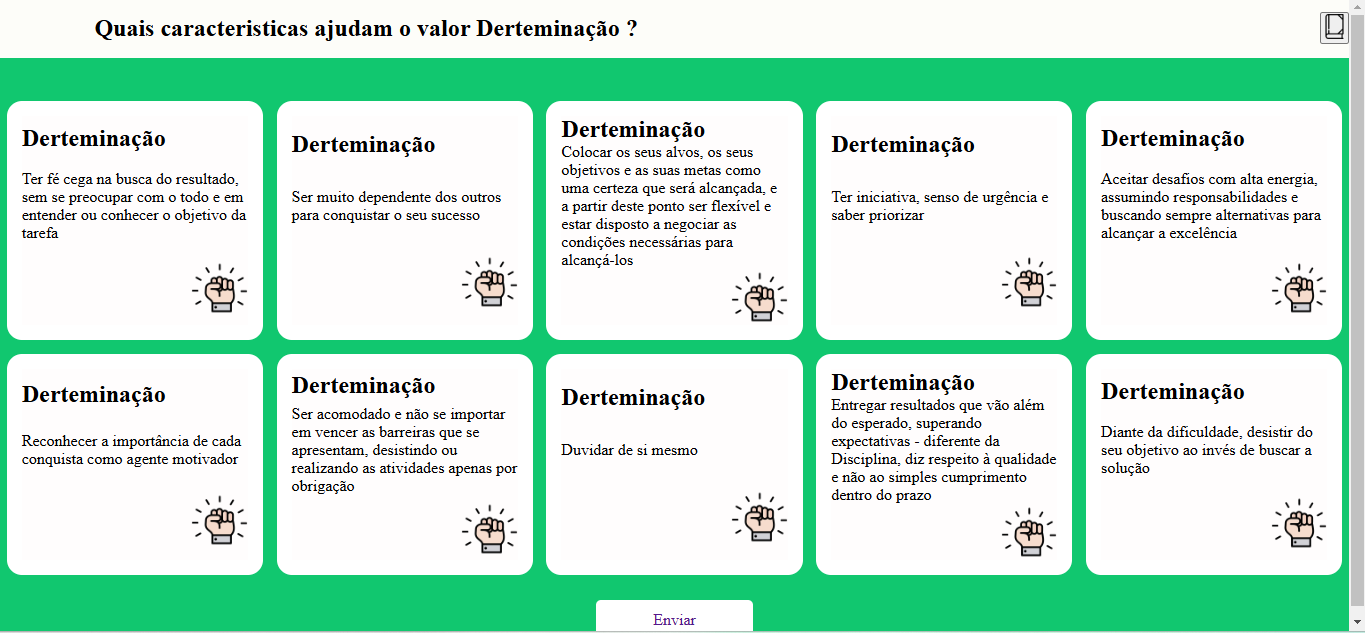 Quais caracteristicas ajudam o valor Derteminação ?
Derteminação
Ter fé cega na busca do resultado,
sem se preocupar com o todo e em
entender ou conhecer o objetivo da
tarefa
Derteminação
Ser muito dependente dos outros
para conquistar o seu sucesso
Derteminação
Colocar os seus alvos, os seus
objetivos e as suas metas como
uma certeza que será alcançada, e
a partir deste ponto ser flexível e
estar disposto a negociar as
condições necessárias para
alcançá-los
Derteminação
Ter iniciativa, senso de urgência e
saber priorizar
Derteminação
Aceitar desafios com alta energia,
assumindo responsabilidades e
buscando sempre alternativas para
alcançar a excelência
Derteminação
Reconhecer a importância de cada
conquista como agente motivador
Derteminação
Ser acomodado e não se importar
em vencer as barreiras que se
apresentam, desistindo ou
realizando as atividades apenas por
obrigação
Derteminação
Duvidar de si mesmo
Derteminação
Entregar resultados que vão além
do esperado, superando
expectativas - diferente da
Disciplina, diz respeito à qualidade
e não ao simples cumprimento
dentro do prazo
Derteminação
Diante da dificuldade, desistir do
seu objetivo ao invés de buscar a
solução
Enviar